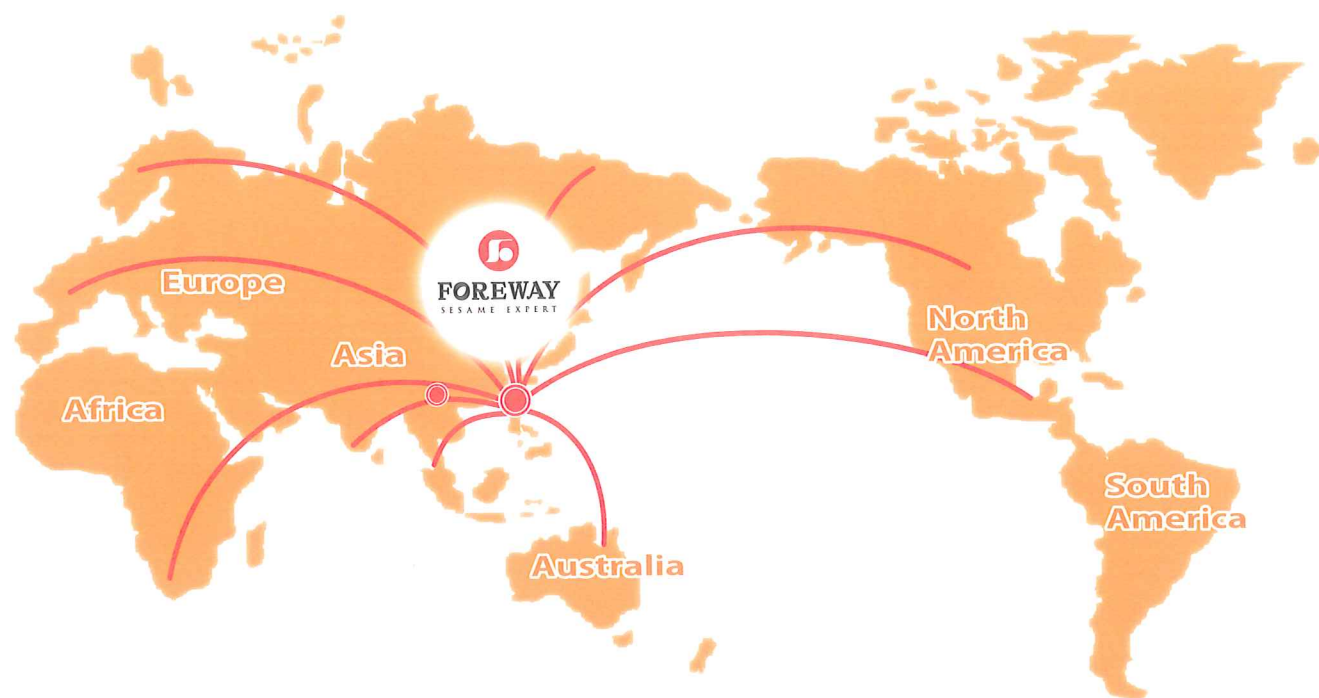 FOREWAY
SESAME EXPERT
Europe
Asia
Africa
North
America
South
America
Australia